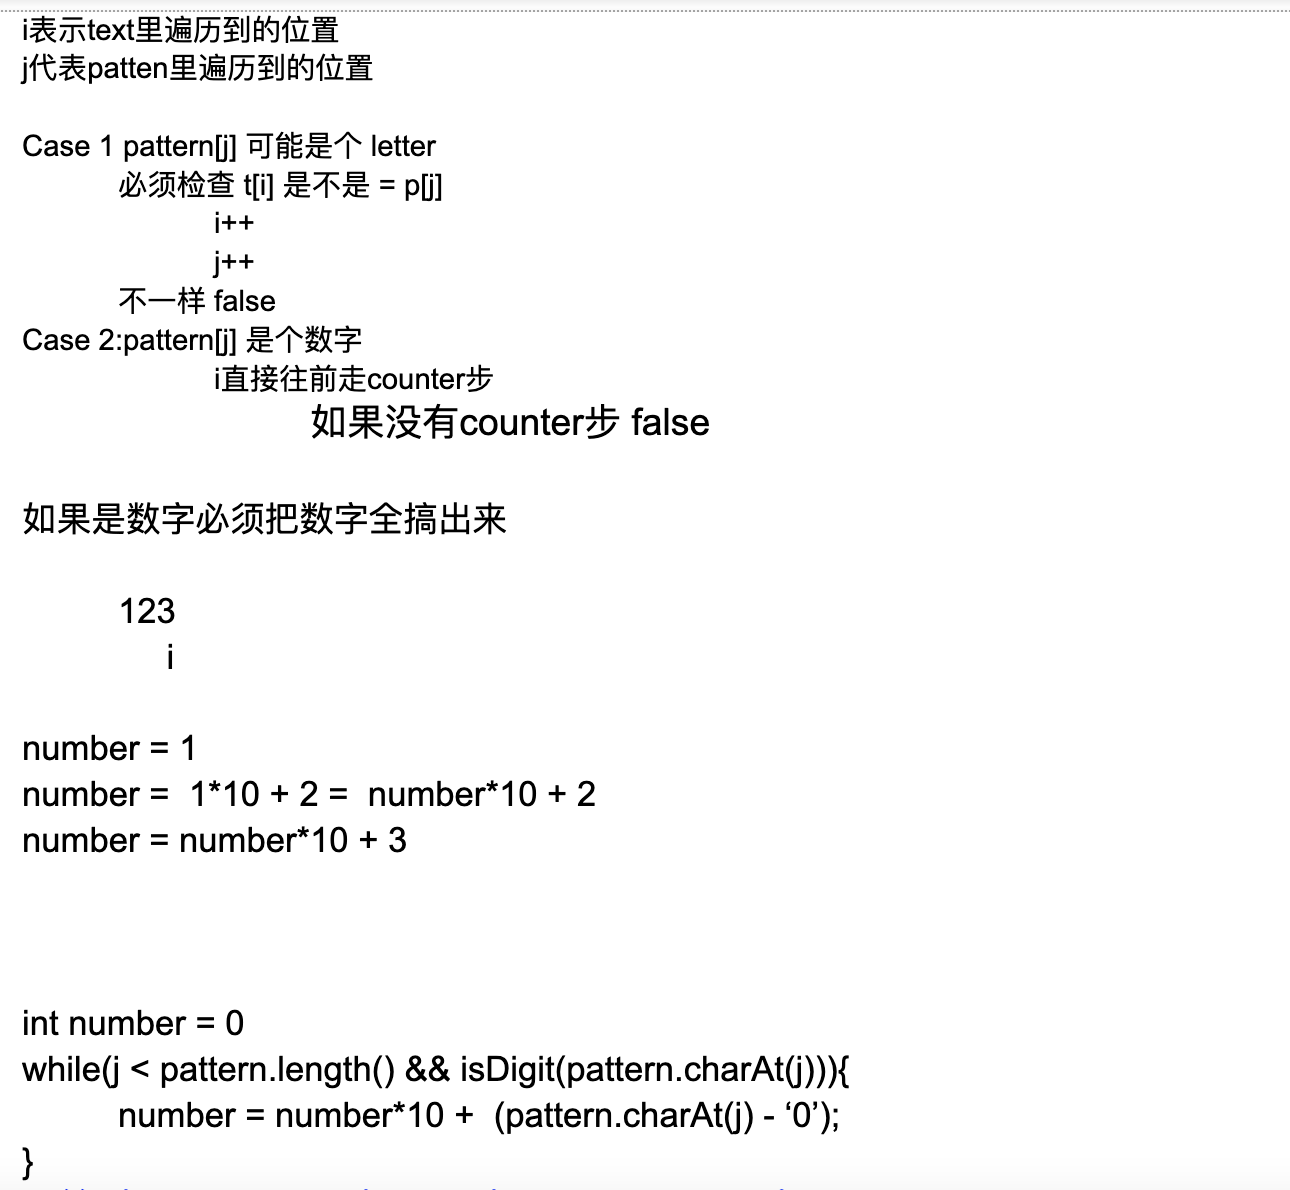 i表示text里遍历到的位置
j代表patten里遍历到的位置
Case 1 pattern[j] 可能是个 letter
必须检查 t[i] 是不是 = p[j]
i++
j++
不一样 false
Case 2:pattern[j] 是个数字
i直接往前走counter步
如果没有counter步 false
如果是数字必须把数字全搞出来
123
i
number = 1
number =  1*10 + 2 =  number*10 + 2
number = number*10 + 3
int number = 0
while(j < pattern.length() && isDigit(pattern.charAt(j))){
number = number*10 +  (pattern.charAt(j) - ‘0’);
}